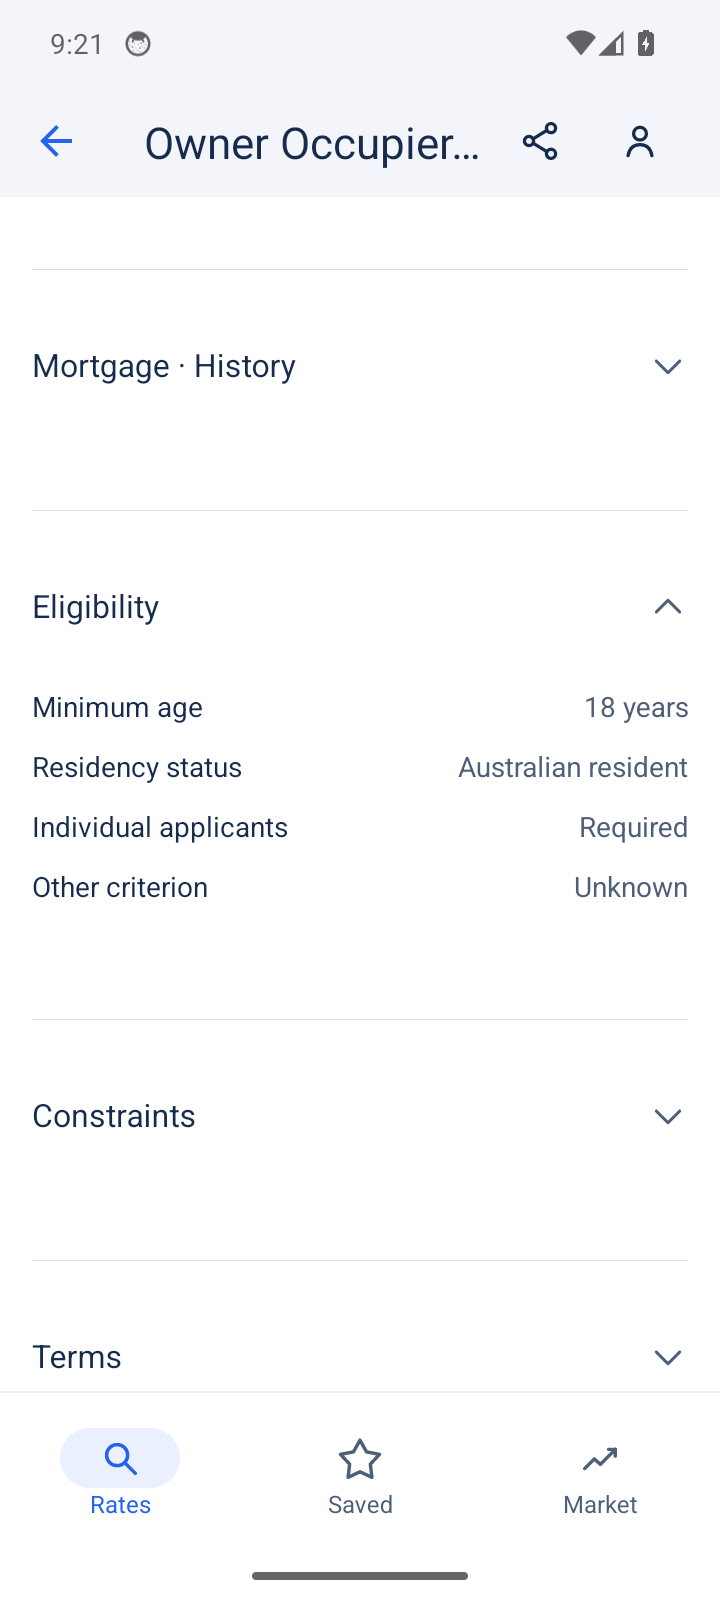 9:21
Owner Occupier...
Mortgage · History
Eligibility
Minimum age 18 years
Residency status Australian resident
Individual applicants Required
Other criterion Unknown
Constraints
Terms
Rates Saved Market